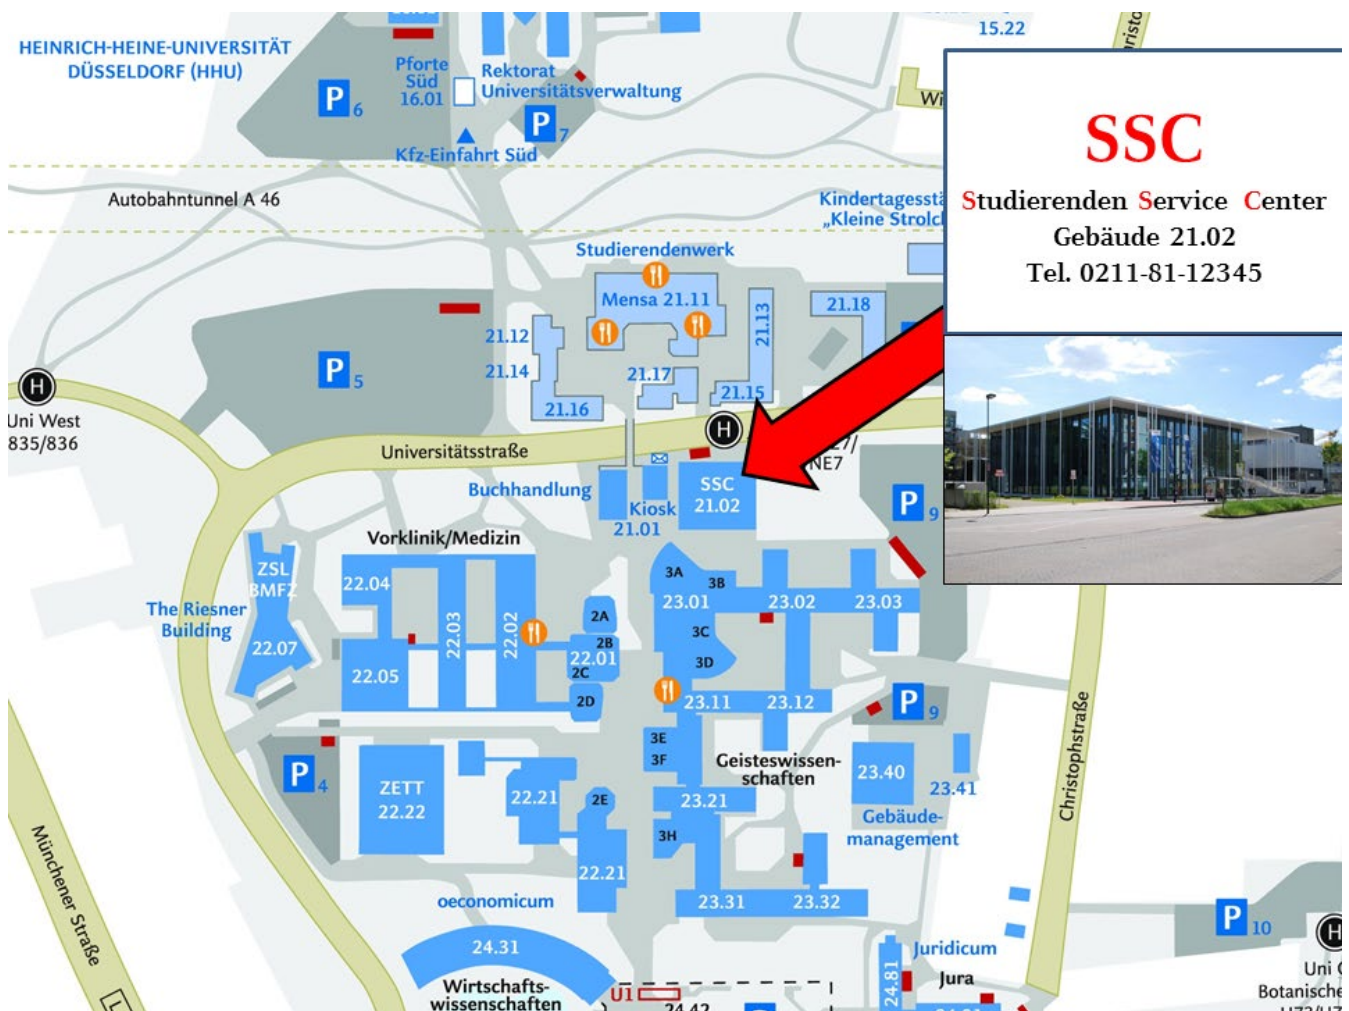 15.22
HEINRICH-HEINE-UNIVERSITÄT
DÜSSELDORF (HHU)
P 6
Pforte
Süd
16.01
Rektorat
Universitätsverwaltung
P 7
Kfz-Einfahrt Süd
Autobahntunnel A 46
SSC
Studierenden Service Center
Gebäude 21.02
Tel. 0211-81-12345
Studierendenwerk
Mensa 21.11
21.12
21.14
21.16
21.17
21.13
21.15
21.18
P 5
H
Uni West
835/836
Universitätsstraße
H
NE7
Buchhandlung
Kiosk
21.01
SSC
21.02
P 9
Vorklinik/Medizin
ZSL
BMFZ
The Riesner
Building
22.07
22.04
22.05
22.03
22.02
2A
2B
22.01
2C
2D
3A
3B
23.01
23.02
23.03
3C
3D
23.11
23.12
P 9
3E
3F
Geisteswissen-
schaften
23.40
23.41
Gebäude-
management
Christophstraße
P 4
ZETT
22.22
22.21
2E
22.21
23.21
3H
23.31
23.32
oeconomicum
Münchener Straße
24.31
Wirtschafts-
wissenschaften
U1
24.42
24.81
Juridicum
Jura
P 10
H
Uni
Botanische